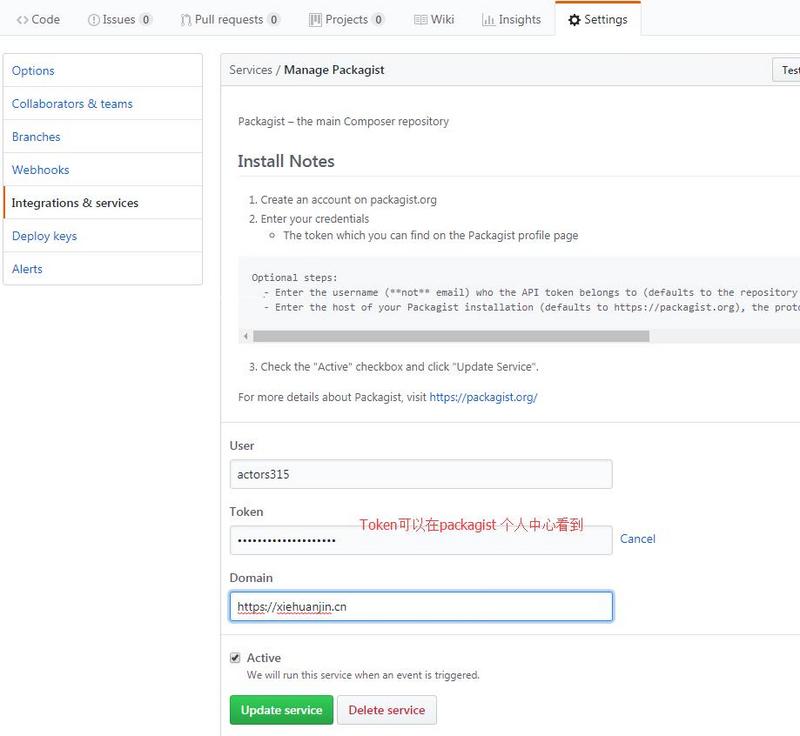 Code Issues 0 Pull requests 0 Projects 0 Wiki Insights Settings
Options
Collaborators & teams
Branches
Webhooks
Integrations & services
Deploy keys
Alerts
Services / Manage Packagist
Test
Packagist – the main Composer repository
Install Notes
1. Create an account on packagist.org
2. Enter your credentials
The token which you can find on the Packagist profile page
Optional steps:
- Enter the username (**not** email) who the API token belongs to (defaults to the repository
- Enter the host of your Packagist installation (defaults to https://packagist.org), the proto
3. Check the "Active" checkbox and click "Update Service".
For more details about Packagist, visit https://packagist.org/
User
actors315
Token
Token可以在packagist 个人中心看到
••••••••••••••••••••
Cancel
Domain
https://xiehuanjin.cn
Active
We will run this service when an event is triggered.
Update service
Delete service